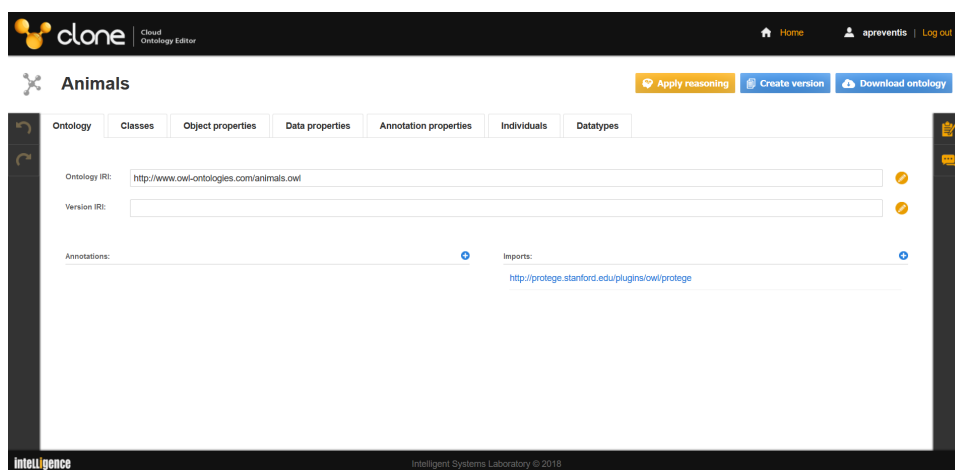 clone Cloud
Ontology Editor
Home apreventis | Log out
Animals
Apply reasoning Create version Download ontology
Ontology Classes Object properties Data properties Annotation properties Individuals Datatypes
Ontology IRI: http://www.owl-ontologies.com/animals.owl
Version IRI:
Annotations: Imports:
http://protege.stanford.edu/plugins/owl/protege
intelligence Intelligent Systems Laboratory © 2018